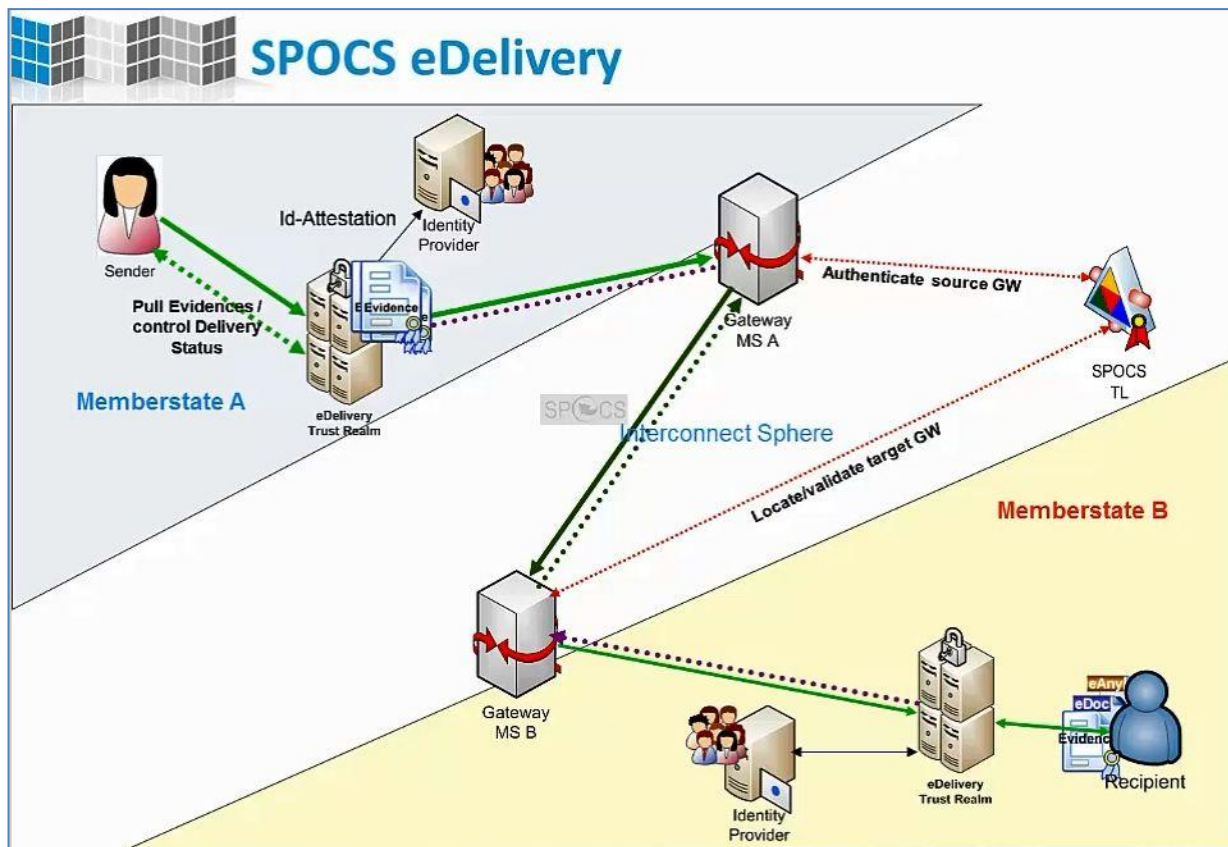 SPOCS eDelivery
Sender
Id-Attestation
Identity
Provider
Pull Evidences /
control Delivery
Status
Evidence
eDelivery
Trust Realm
Memberstate A
Gateway
MS A
Authenticate source GW
SPOCS
TL
SPOCS
Interconnect Sphere
Locate/validate target GW
Memberstate B
Gateway
MS B
Identity
Provider
eDelivery
Trust Realm
eAny
eDoc
Evidenc
Recipient